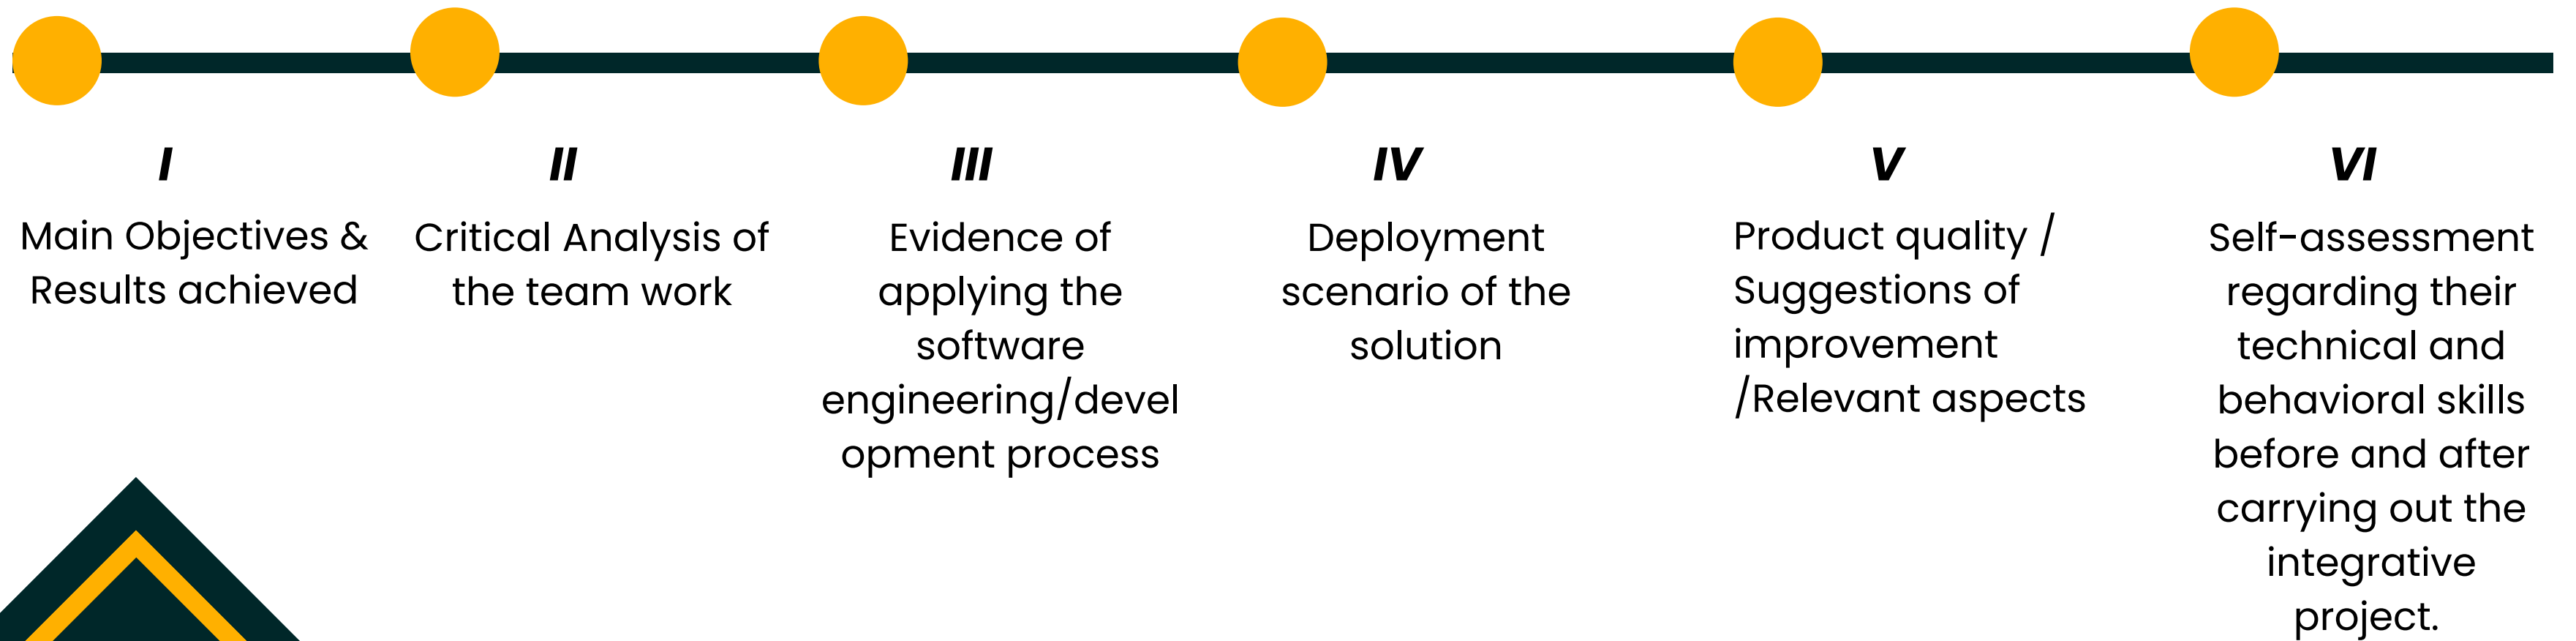 I
Main Objectives &
Results achieved
II
Critical Analysis of
the team work
III
Evidence of
applying the
software
engineering/devel
opment process
IV
Deployment
scenario of the
solution
V
Product quality /
Suggestions of
improvement
/Relevant aspects
VI
Self-assessment
regarding their
technical and
behavioral skills
before and after
carrying out the
integrative
project.